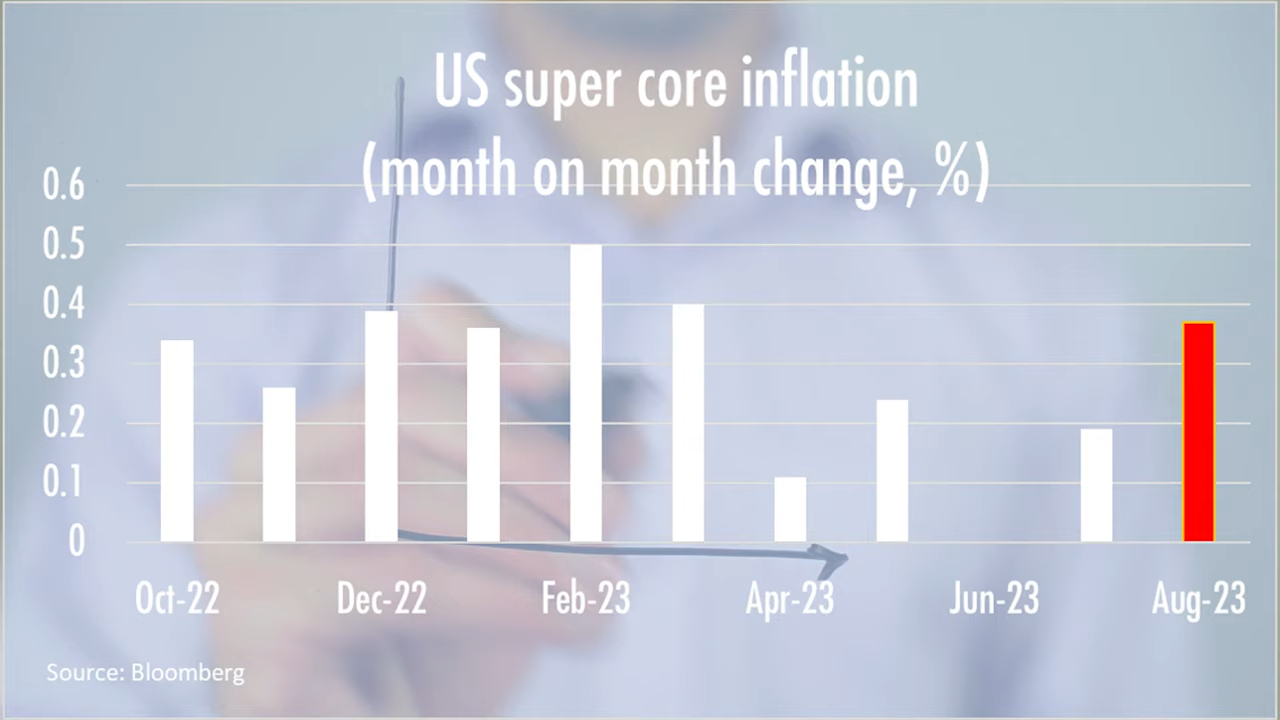 US super core inflation
(month on month change, %)
0.6
0.5
0.4
0.3
0.2
0.1
0
Oct-22 Dec-22 Feb-23 Apr-23 Jun-23 Aug-23
Source: Bloomberg